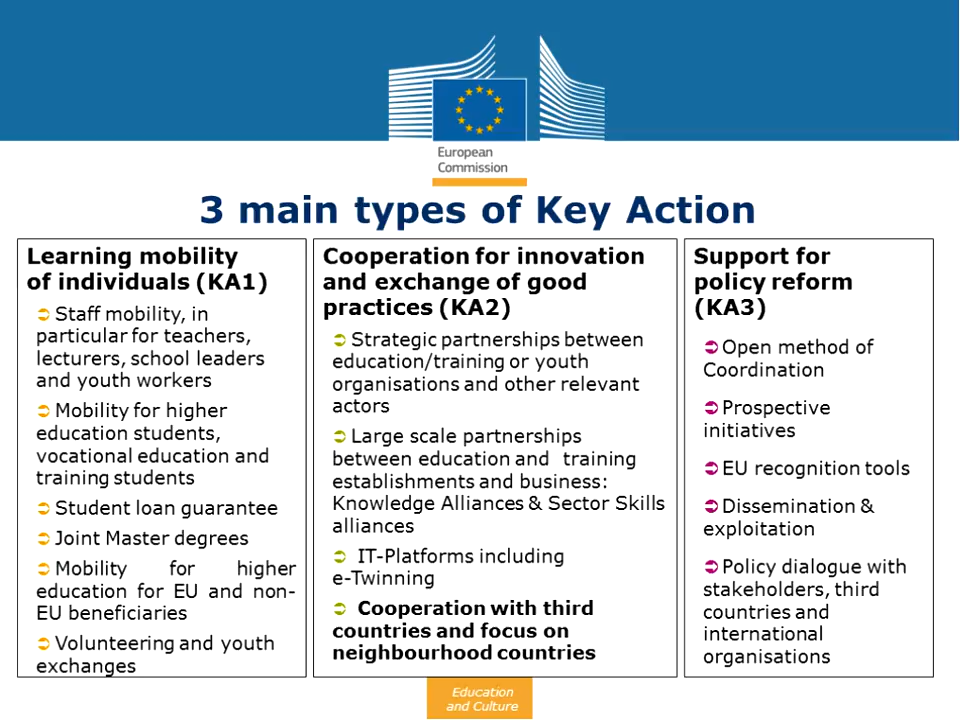 European
Commission
3 main types of Key Action
Learning mobility
of individuals (KA1)
Staff mobility, in
particular for teachers,
lecturers, school leaders
and youth workers
Mobility for higher
education students,
vocational education and
training students
Student loan guarantee
Joint Master degrees
Mobility for higher
education for EU and non-
EU beneficiaries
Volunteering and youth
exchanges
Cooperation for innovation
and exchange of good
practices (KA2)
Strategic partnerships between
education/training or youth
organisations and other relevant
actors
Large scale partnerships
between education and training
establishments and business:
Knowledge Alliances & Sector Skills
alliances
IT-Platforms including
e-Twinning
Cooperation with third
countries and focus on
neighbourhood countries
Support for
policy reform
(KA3)
Open method of
Coordination
Prospective
initiatives
EU recognition tools
Dissemination &
exploitation
Policy dialogue with
stakeholders, third
countries and
international
organisations
Education
and Culture